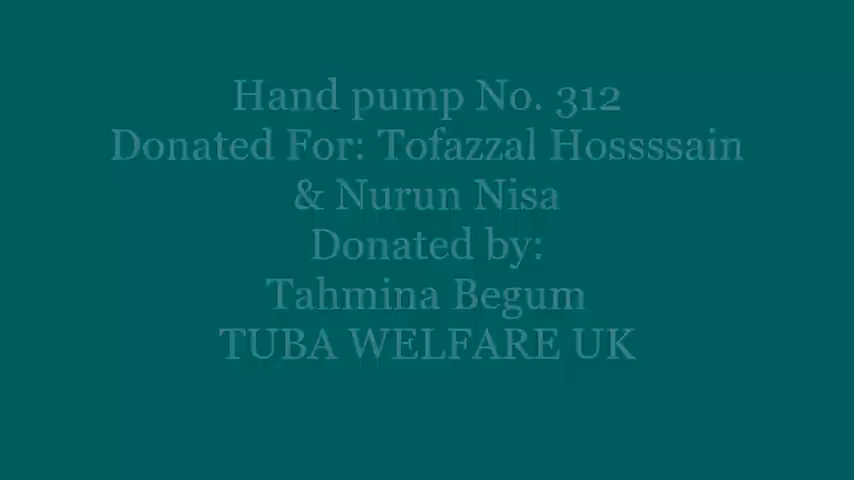 Hand pump No. 312
Donated For: Tofazzal Hossssain
& Nurun Nisa
Donated by:
Tahmina Begum
TUBA WELFARE UK